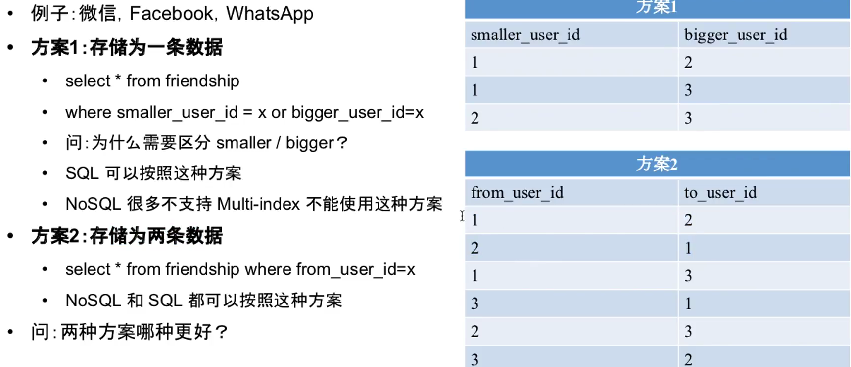 • 例子：微信，Facebook，WhatsApp
• 方案1：存储为一条数据
• select * from friendship
• where smaller_user_id = x or bigger_user_id=x
• 问：为什么需要区分 smaller / bigger？
• SQL 可以按照这种方案
• NoSQL 很多不支持 Multi-index 不能使用这种方案
• 方案2：存储为两条数据
• select * from friendship where from_user_id=x
• NoSQL 和 SQL 都可以按照这种方案
• 问：两种方案哪种更好？
方案1
smaller_user_id bigger_user_id
1 2
1 3
2 3
方案2
from_user_id to_user_id
1 2
2 1
1 3
3 1
2 3
3 2